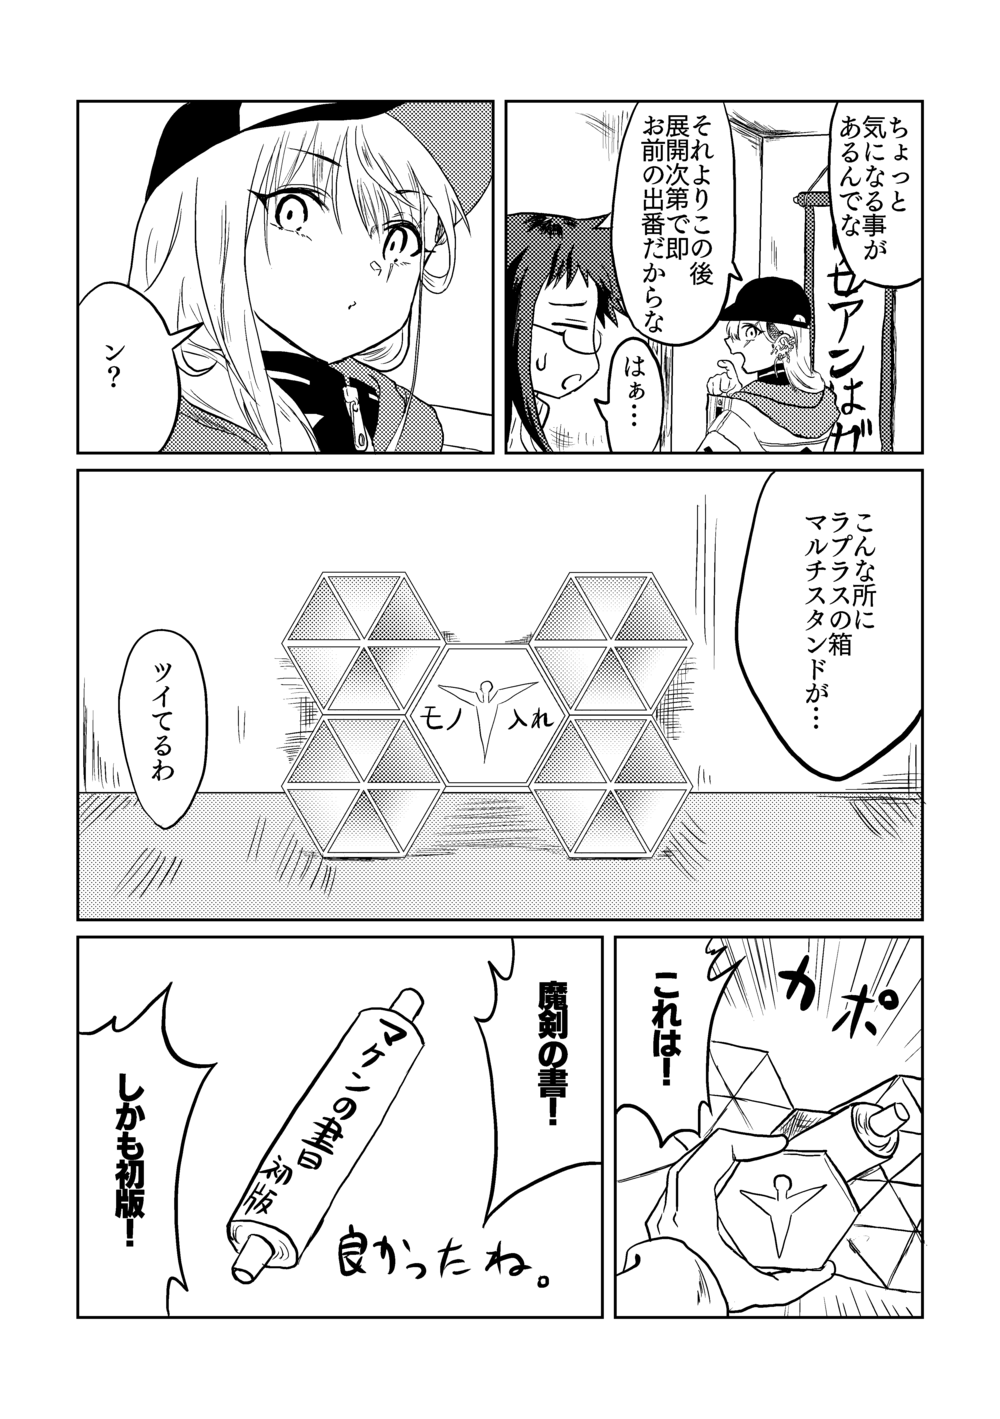 ちょっと
気になる事が
あるんでな
それよりこの後
展開次第で即
お前の出番だからな
はぁ…
セアンはガ
ン?
こんな所に
ラプラスの箱
マルチスタンドが…
モノ入れ
ツイてるわ
カポ
これは!
魔剣の書!
マケンの書
初版
しかも初版!
良かったね。